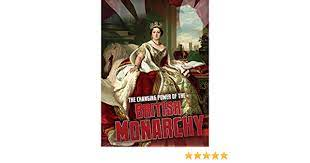 THE CHANGING POWER OF THE
BRITISH
MONARCHY